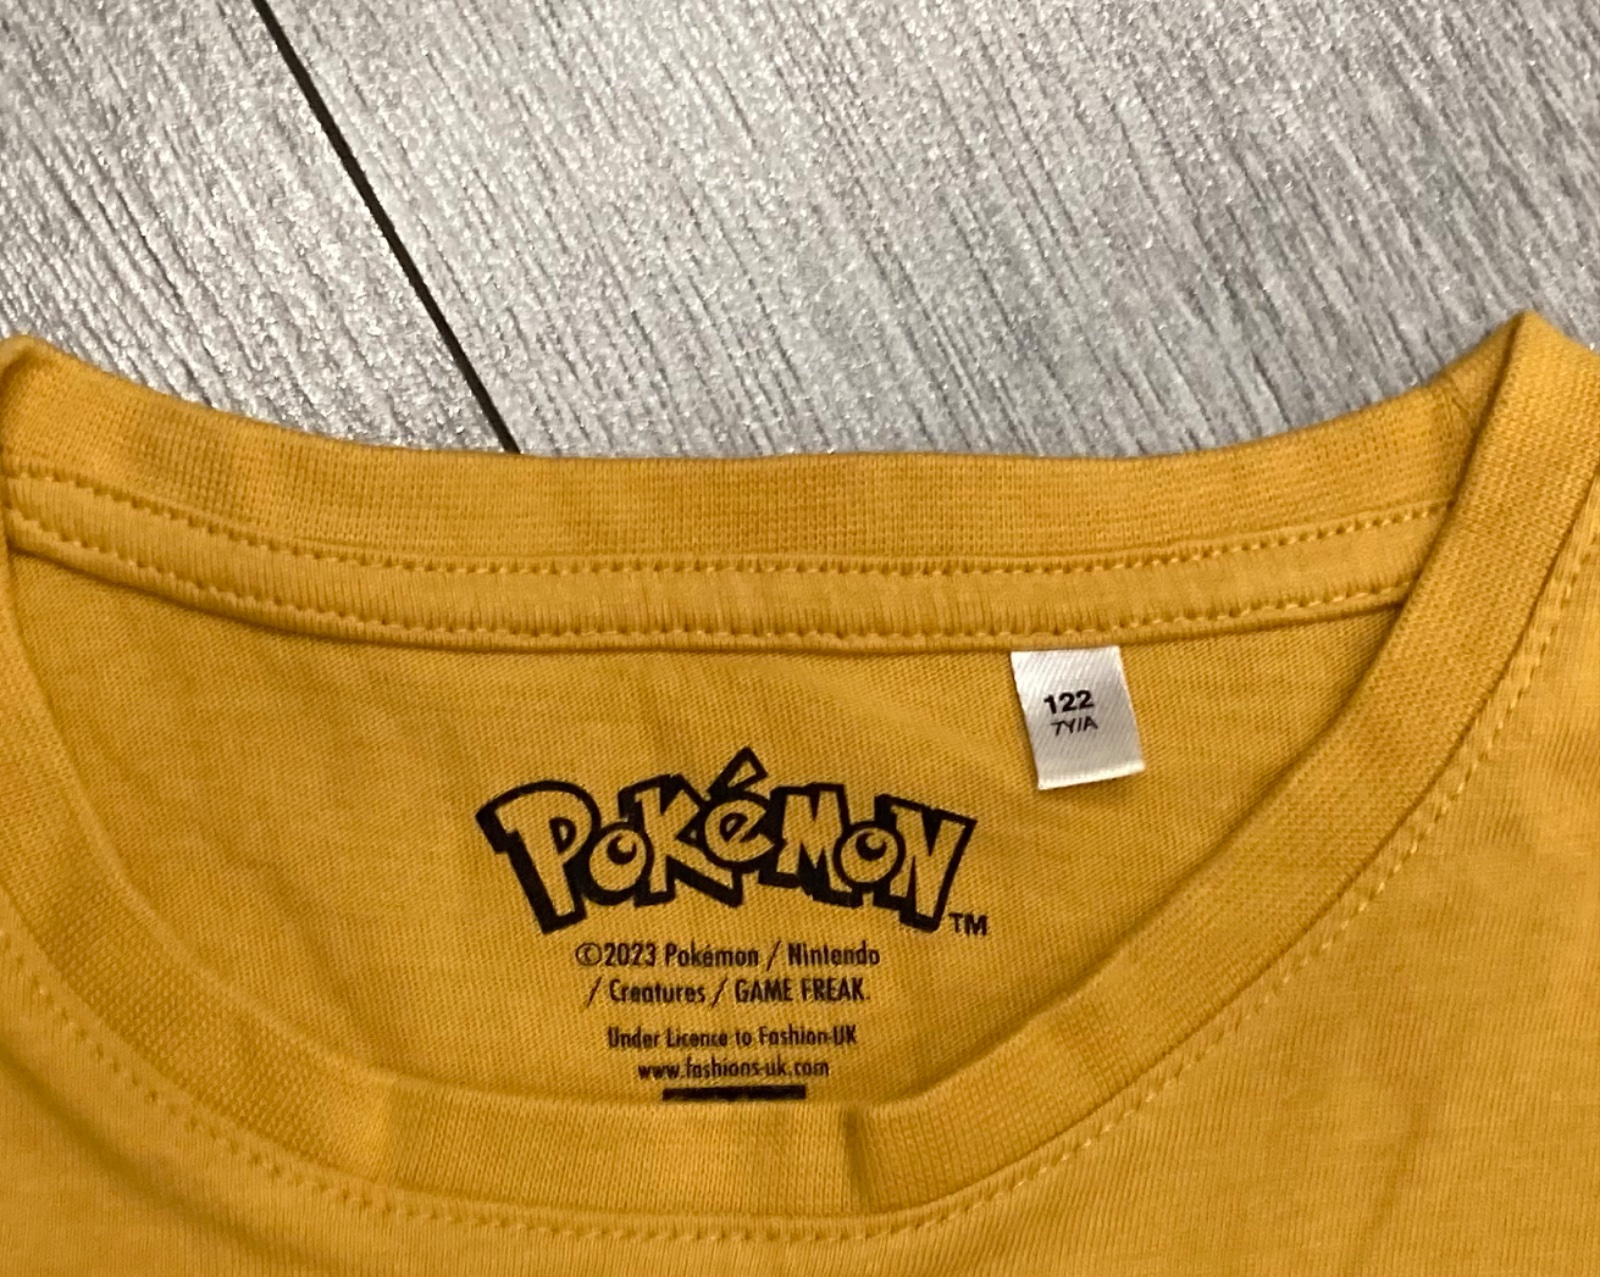 122
7Y/A
POKéMON
TM
©2023 Pokémon / Nintendo
/ Creatures / GAME FREAK.
Under Licence to Fashion-UK
www.fashions-uk.com